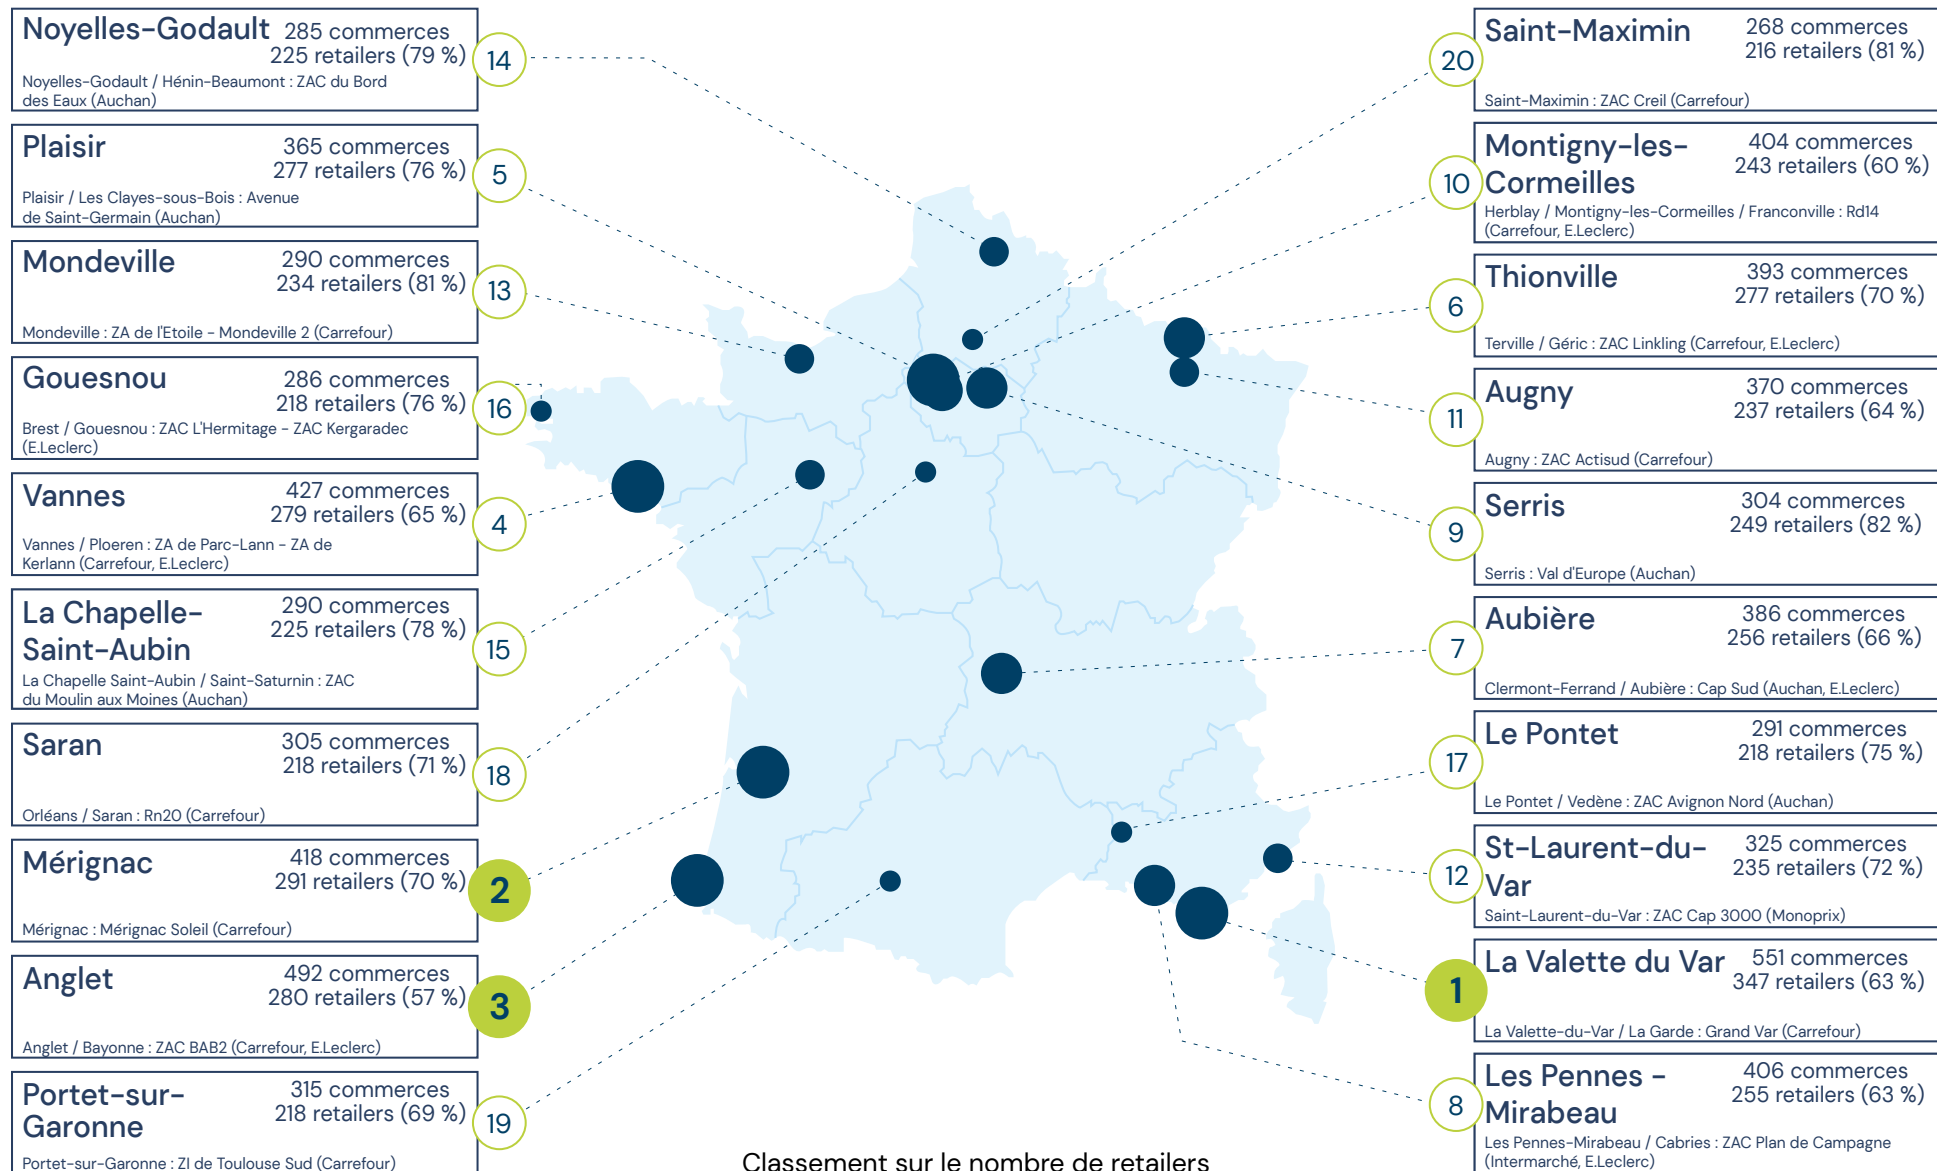 Noyelles-Godault 285 commerces
225 retailers (79 %)
Noyelles-Godault / Hénin-Beaumont : ZAC du Bord
des Eaux (Auchan)
14
Plaisir 365 commerces
277 retailers (76 %)
Plaisir / Les Clayes-sous-Bois : Avenue
de Saint-Germain (Auchan)
5
Mondeville 290 commerces
234 retailers (81 %)
Mondeville : ZA de l'Etoile - Mondeville 2 (Carrefour)
13
Gouesnou 286 commerces
218 retailers (76 %)
Brest / Gouesnou : ZAC L'Hermitage - ZAC Kergaradec
(E.Leclerc)
16
Vannes 427 commerces
279 retailers (65 %)
Vannes / Ploeren : ZA de Parc-Lann - ZA de
Kerlann (Carrefour, E.Leclerc)
4
La Chapelle-
Saint-Aubin
290 commerces
225 retailers (78 %)
La Chapelle Saint-Aubin / Saint-Saturnin : ZAC
du Moulin aux Moines (Auchan)
15
Saran 305 commerces
218 retailers (71 %)
Orléans / Saran : Rn20 (Carrefour)
18
Mérignac 418 commerces
291 retailers (70 %)
Mérignac : Mérignac Soleil (Carrefour)
2
Anglet 492 commerces
280 retailers (57 %)
Anglet / Bayonne : ZAC BAB2 (Carrefour, E.Leclerc)
3
Portet-sur-
Garonne
315 commerces
218 retailers (69 %)
Portet-sur-Garonne : ZI de Toulouse Sud (Carrefour)
19
Saint-Maximin 268 commerces
216 retailers (81 %)
Saint-Maximin : ZAC Creil (Carrefour)
20
Montigny-les-
Cormeilles
404 commerces
243 retailers (60 %)
Herblay / Montigny-les-Cormeilles / Franconville : Rd14
(Carrefour, E.Leclerc)
10
Thionville 393 commerces
277 retailers (70 %)
Terville / Géric : ZAC Linkling (Carrefour, E.Leclerc)
6
Augny 370 commerces
237 retailers (64 %)
Augny : ZAC Actisud (Carrefour)
11
Serris 304 commerces
249 retailers (82 %)
Serris : Val d'Europe (Auchan)
9
Aubière 386 commerces
256 retailers (66 %)
Clermont-Ferrand / Aubière : Cap Sud (Auchan, E.Leclerc)
7
Le Pontet 291 commerces
218 retailers (75 %)
Le Pontet / Vedène : ZAC Avignon Nord (Auchan)
17
St-Laurent-du-
Var
325 commerces
235 retailers (72 %)
Saint-Laurent-du-Var : ZAC Cap 3000 (Monoprix)
12
La Valette du Var 551 commerces
347 retailers (63 %)
La Valette-du-Var / La Garde : Grand Var (Carrefour)
1
Les Pennes -
Mirabeau
406 commerces
255 retailers (63 %)
Les Pennes-Mirabeau / Cabries : ZAC Plan de Campagne
(Intermarché, E.Leclerc)
8
Classement sur le nombre de retailers